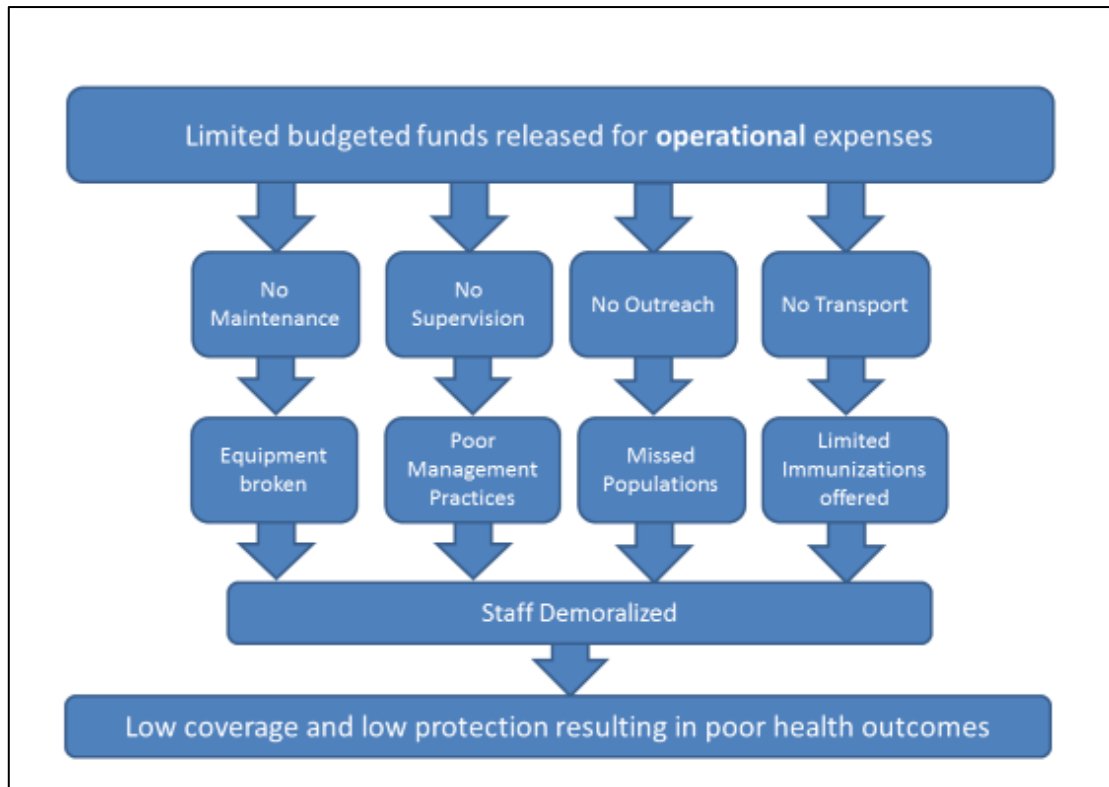 Limited budgeted funds released for operational expenses
No
Maintenance
No
Supervision
No Outreach
No Transport
Equipment
broken
Poor
Management
Practices
Missed
Populations
Limited
Immunizations
offered
Staff Demoralized
Low coverage and low protection resulting in poor health outcomes